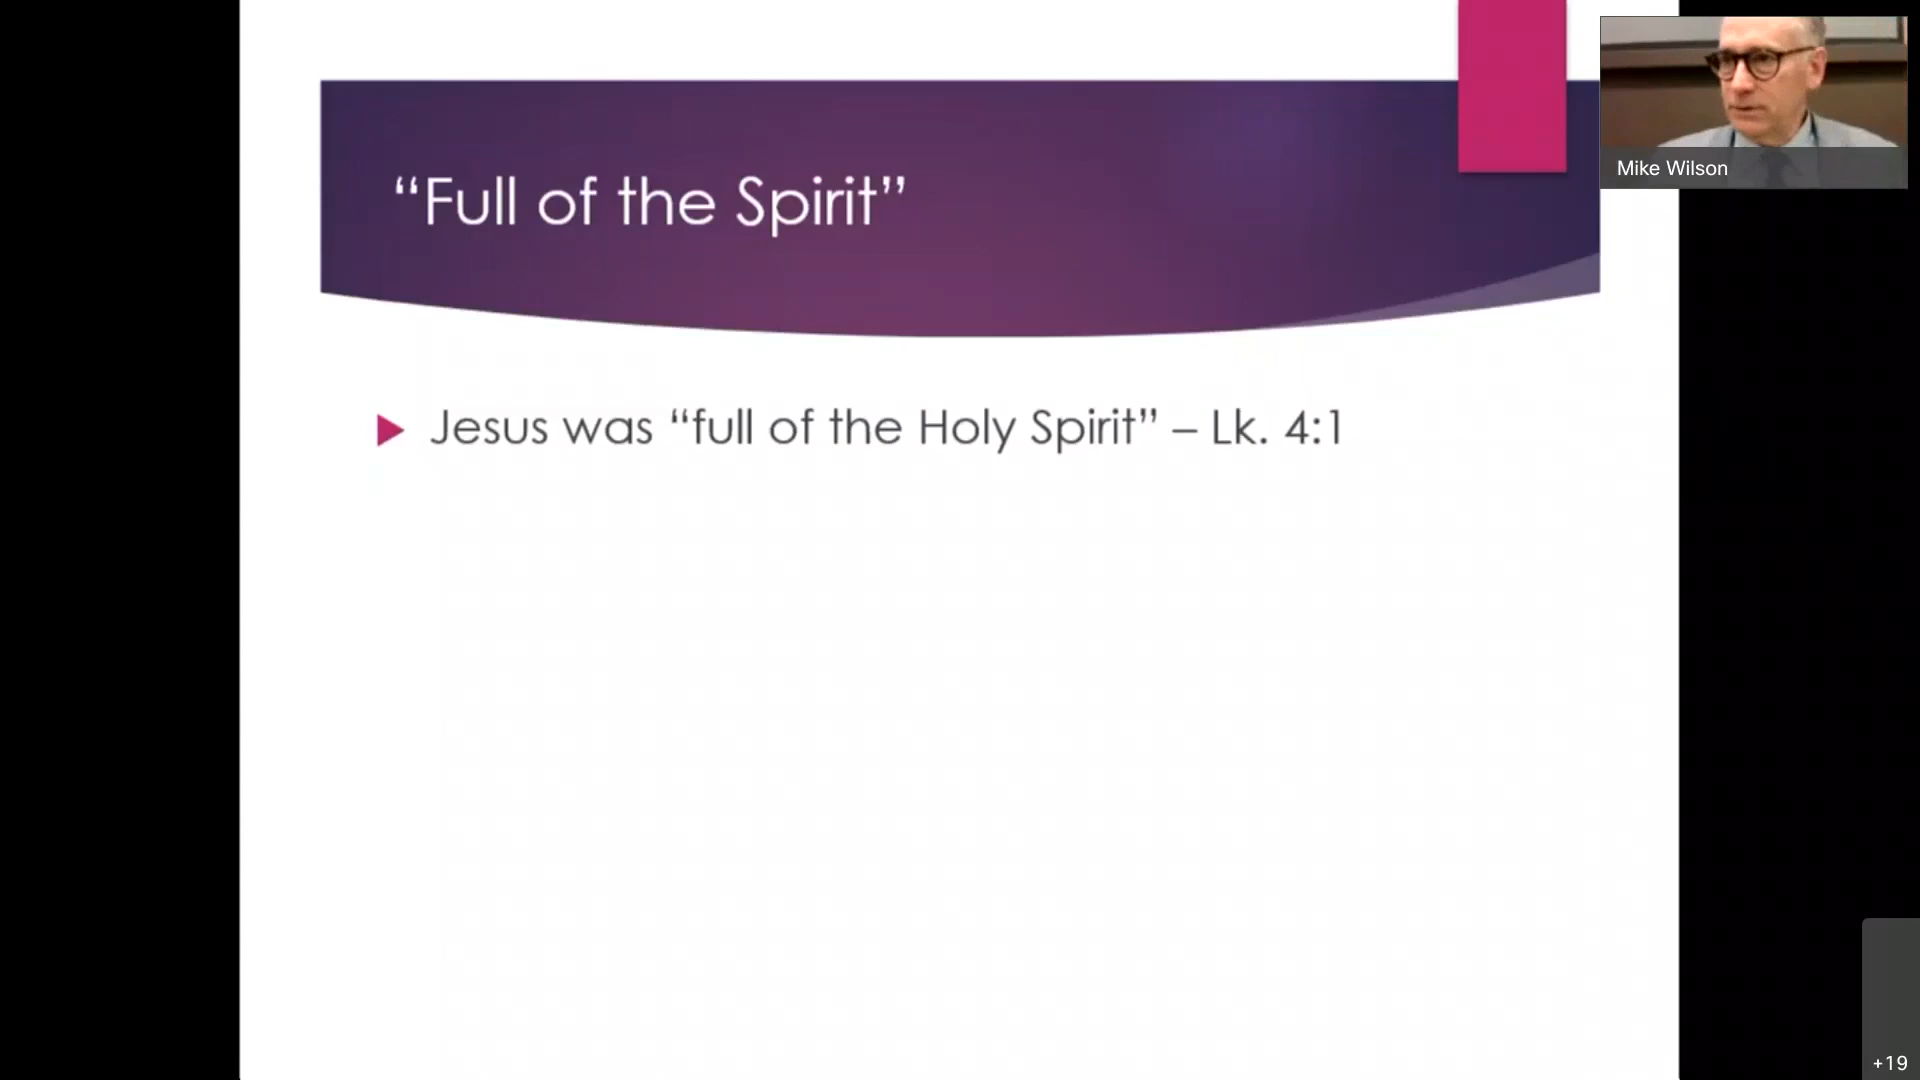 “Full of the Spirit”
Mike Wilson
Jesus was “full of the Holy Spirit” – Lk. 4:1
+19